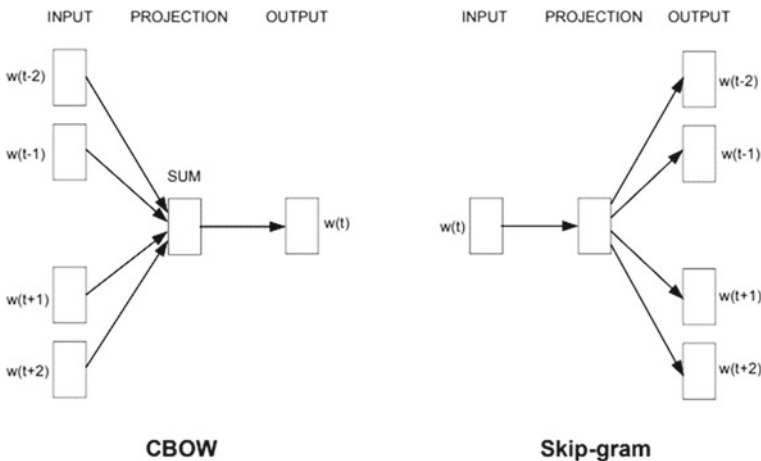 INPUT PROJECTION OUTPUT
w(t-2)
w(t-1)
SUM
w(t)
w(t+1)
w(t+2)
CBOW
INPUT PROJECTION OUTPUT
w(t-2)
w(t-1)
w(t)
w(t+1)
w(t+2)
Skip-gram